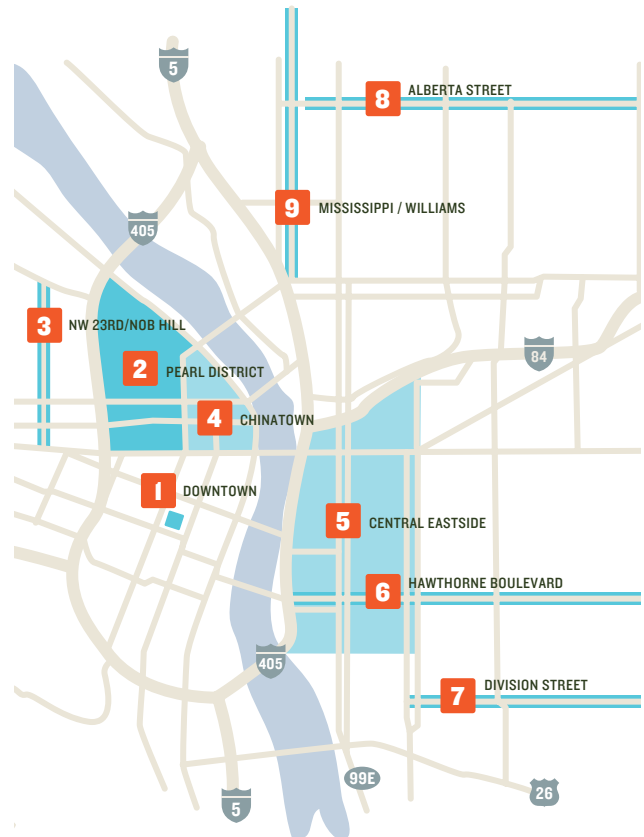 5
8 ALBERTA STREET
9 MISSISSIPPI / WILLIAMS
405
3 NW 23RD/NOB HILL
84
2 PEARL DISTRICT
4 CHINATOWN
1 DOWNTOWN
5 CENTRAL EASTSIDE
6 HAWTHORNE BOULEVARD
405
7 DIVISION STREET
99E
26
5